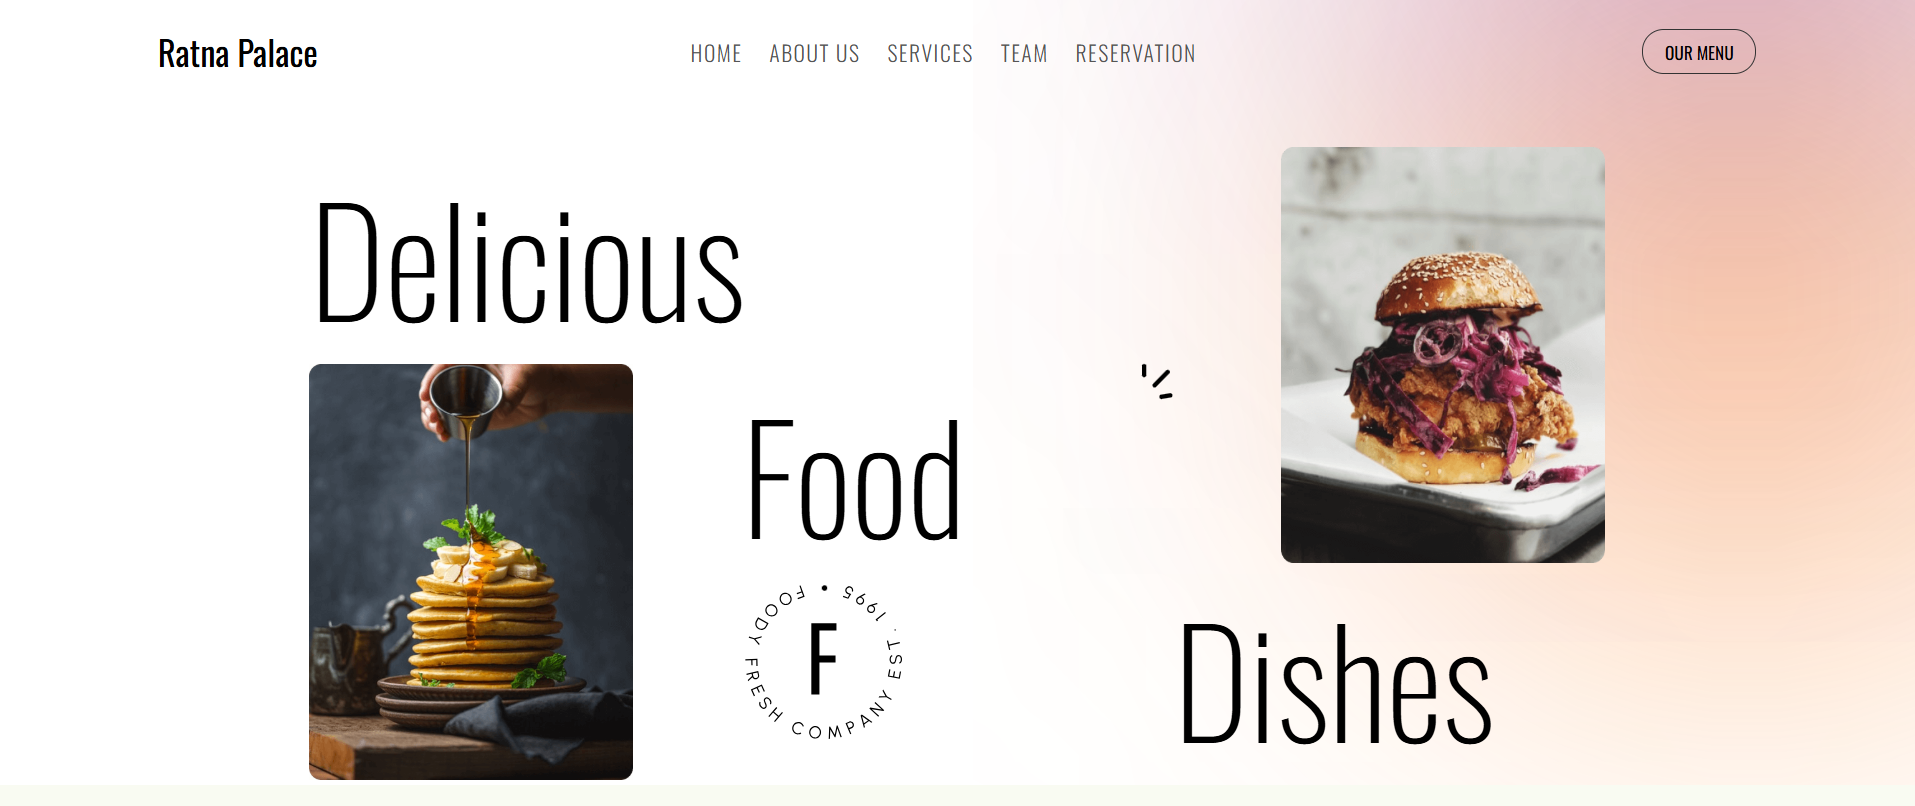 Ratna Palace
HOME ABOUT US SERVICES TEAM RESERVATION
OUR MENU
Delicious
Food
FOODY FRESH COMPANY EST . 1995 •
F
Dishes